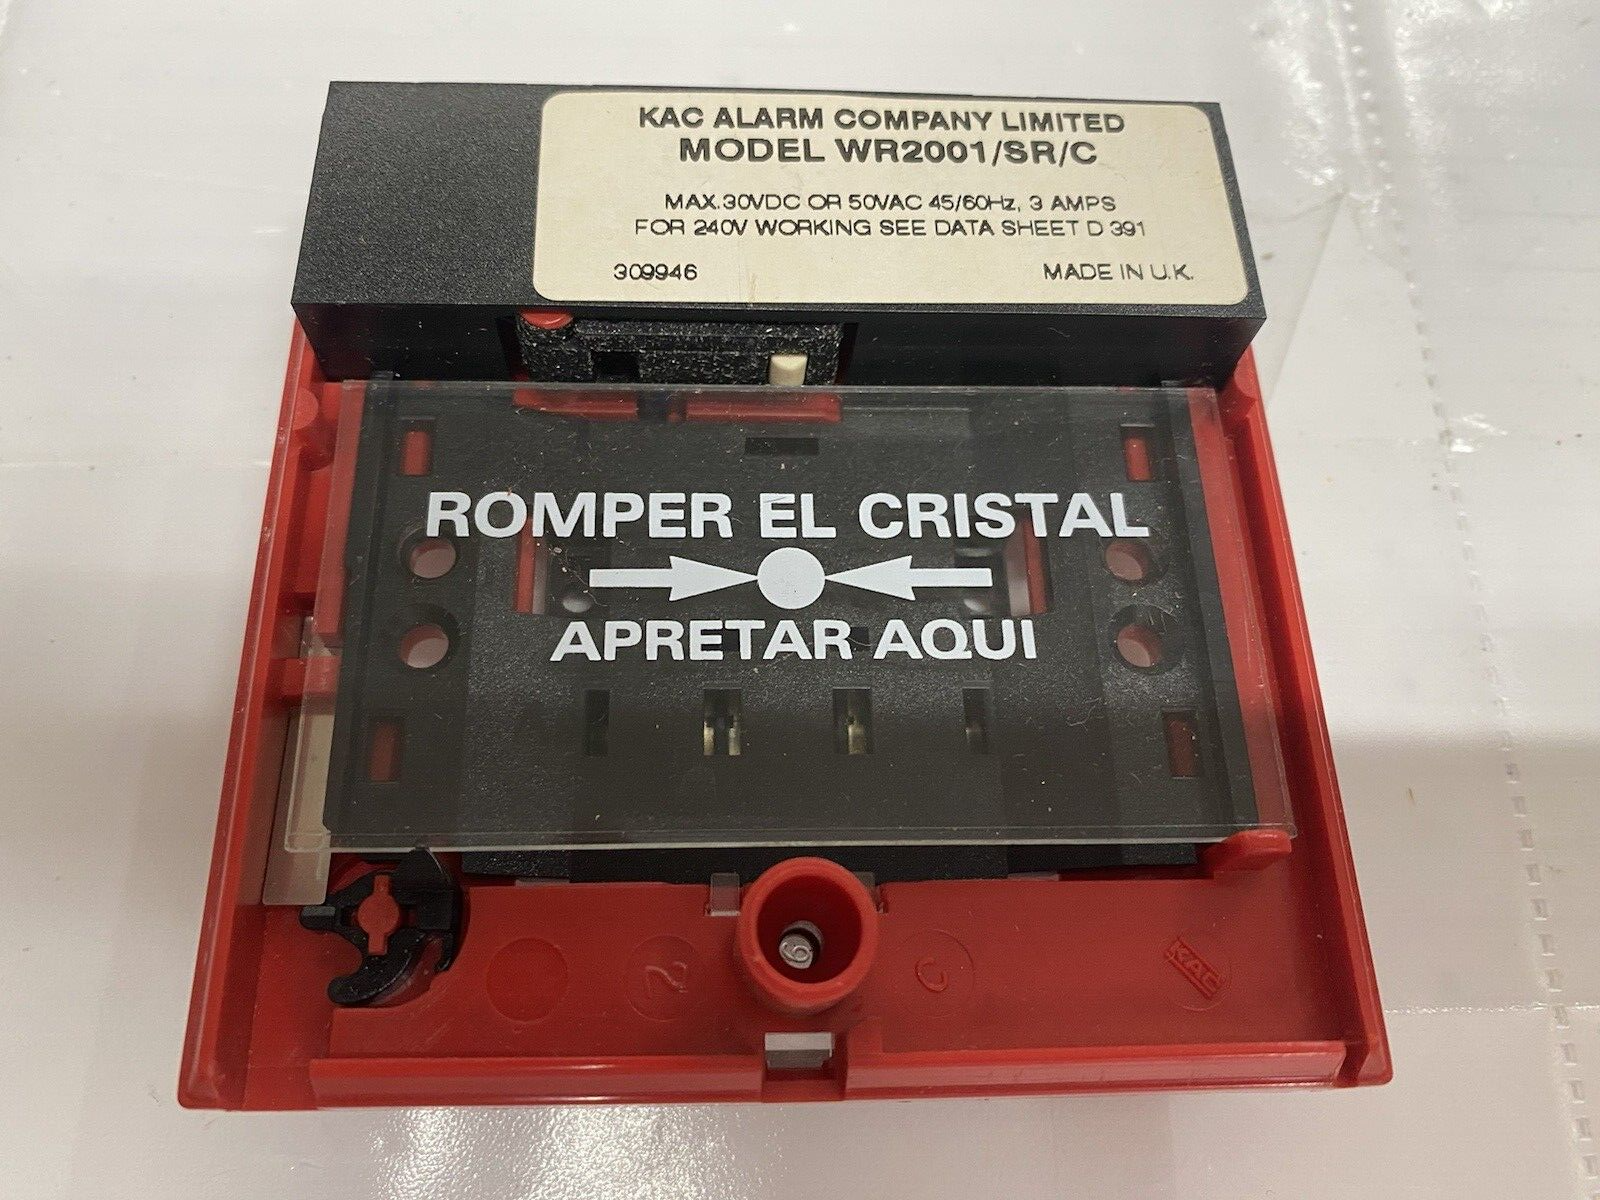 KAC ALARM COMPANY LIMITED
MODEL WR2001/SR/C
MAX.30VDC OR 50VAC 45/60Hz, 3 AMPS
FOR 240V WORKING SEE DATA SHEET D 391
309946 MADE IN U.K.
ROMPER EL CRISTAL
APRETAR AQUI
2
C
KAC